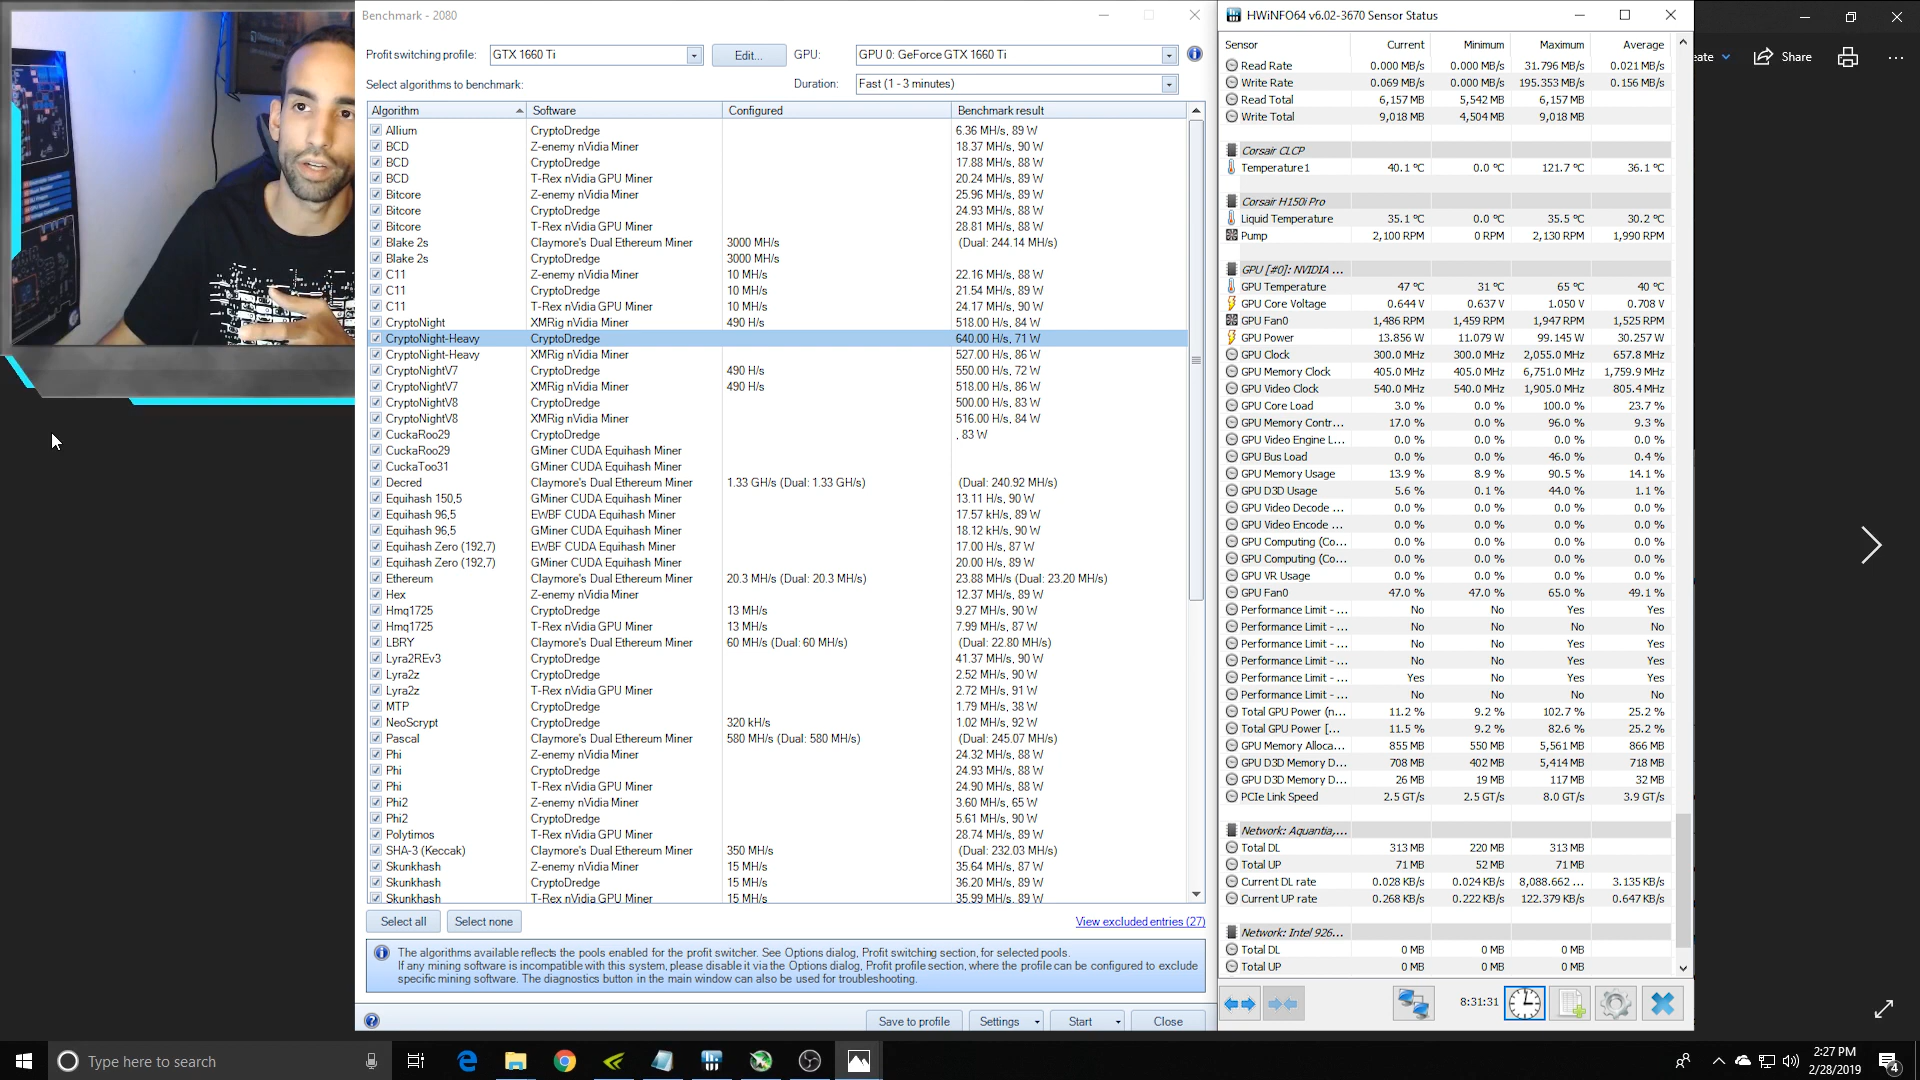 Benchmark - 2080
Profit switching profile: GTX 1660 Ti Edit... GPU: GPU 0: GeForce GTX 1660 Ti
Select algorithms to benchmark: Duration: Fast (1 - 3 minutes)
Algorithm Software Configured Benchmark result
Allium CryptoDredge 6.36 MH/s, 89 W
BCD Z-enemy nVidia Miner 18.37 MH/s, 90 W
BCD CryptoDredge 17.88 MH/s, 88 W
BCD T-Rex nVidia GPU Miner 20.24 MH/s, 89 W
Bitcore Z-enemy nVidia Miner 25.96 MH/s, 89 W
Bitcore CryptoDredge 24.93 MH/s, 88 W
Bitcore T-Rex nVidia GPU Miner 28.81 MH/s, 88 W
Blake 2s Claymore's Dual Ethereum Miner 3000 MH/s (Dual: 244.14 MH/s)
Blake 2s CryptoDredge 3000 MH/s
C11 Z-enemy nVidia Miner 10 MH/s 22.16 MH/s, 88 W
C11 CryptoDredge 10 MH/s 21.54 MH/s, 89 W
C11 T-Rex nVidia GPU Miner 10 MH/s 24.17 MH/s, 90 W
CryptoNight XMRig nVidia Miner 490 H/s 518.00 H/s, 84 W
CryptoNight-Heavy CryptoDredge 640.00 H/s, 71 W
CryptoNight-Heavy XMRig nVidia Miner 527.00 H/s, 86 W
CryptoNightV7 CryptoDredge 490 H/s 550.00 H/s, 72 W
CryptoNightV7 XMRig nVidia Miner 490 H/s 518.00 H/s, 86 W
CryptoNightV8 CryptoDredge 500.00 H/s, 83 W
CryptoNightV8 XMRig nVidia Miner 516.00 H/s, 84 W
CuckaRoo29 CryptoDredge , 83 W
CuckaRoo29 GMiner CUDA Equihash Miner
CuckaToo31 GMiner CUDA Equihash Miner
Decred Claymore's Dual Ethereum Miner 1.33 GH/s (Dual: 1.33 GH/s) (Dual: 240.92 MH/s)
Equihash 150,5 GMiner CUDA Equihash Miner 13.11 H/s, 90 W
Equihash 96,5 EWBF CUDA Equihash Miner 17.57 kH/s, 89 W
Equihash 96,5 GMiner CUDA Equihash Miner 18.12 kH/s, 90 W
Equihash Zero (192,7) EWBF CUDA Equihash Miner 17.00 H/s, 87 W
Equihash Zero (192,7) GMiner CUDA Equihash Miner 20.00 H/s, 89 W
Ethereum Claymore's Dual Ethereum Miner 20.3 MH/s (Dual: 20.3 MH/s) 23.88 MH/s (Dual: 23.20 MH/s)
Hex Z-enemy nVidia Miner 12.37 MH/s, 89 W
Hmq1725 CryptoDredge 13 MH/s 9.27 MH/s, 90 W
Hmq1725 T-Rex nVidia GPU Miner 13 MH/s 7.99 MH/s, 87 W
LBRY Claymore's Dual Ethereum Miner 60 MH/s (Dual: 60 MH/s) (Dual: 22.80 MH/s)
Lyra2REv3 CryptoDredge 41.37 MH/s, 90 W
Lyra2z CryptoDredge 2.52 MH/s, 90 W
Lyra2z T-Rex nVidia GPU Miner 2.72 MH/s, 91 W
MTP CryptoDredge 1.79 MH/s, 38 W
NeoScrypt CryptoDredge 320 kH/s 1.02 MH/s, 92 W
Pascal Claymore's Dual Ethereum Miner 580 MH/s (Dual: 580 MH/s) (Dual: 245.07 MH/s)
Phi Z-enemy nVidia Miner 24.32 MH/s, 88 W
Phi CryptoDredge 24.93 MH/s, 88 W
Phi T-Rex nVidia GPU Miner 24.90 MH/s, 88 W
Phi2 Z-enemy nVidia Miner 3.60 MH/s, 65 W
Phi2 CryptoDredge 5.61 MH/s, 90 W
Polytimos T-Rex nVidia GPU Miner 28.74 MH/s, 89 W
SHA-3 (Keccak) Claymore's Dual Ethereum Miner 350 MH/s (Dual: 232.03 MH/s)
Skunkhash Z-enemy nVidia Miner 15 MH/s 35.64 MH/s, 87 W
Skunkhash CryptoDredge 15 MH/s 36.20 MH/s, 89 W
Skunkhash T-Rex nVidia GPU Miner 15 MH/s 35.99 MH/s, 89 W
Select all Select none View excluded entries (27)
The algorithms available reflects the pools enabled for the profit switcher. See Options dialog, Profit switching section, for selected pools.
If any mining software is incompatible with this system, please disable it via the Options dialog, Profit profile section, where the profile can be configured to exclude
specific mining software. The diagnostics button in the main window can also be used for troubleshooting.
Save to profile Settings Start Close
HWiNFO64 v6.02-3670 Sensor Status
Sensor Current Minimum Maximum Average
Read Rate 0.000 MB/s 0.000 MB/s 31.796 MB/s 0.021 MB/s
Write Rate 0.069 MB/s 0.000 MB/s 195.353 MB/s 0.156 MB/s
Read Total 6,157 MB 5,542 MB 6,157 MB
Write Total 9,018 MB 4,504 MB 9,018 MB
Corsair CLCP
Temperature1 40.1 °C 0.0 °C 121.7 °C 36.1 °C
Corsair H150i Pro
Liquid Temperature 35.1 °C 0.0 °C 35.5 °C 30.2 °C
Pump 2,100 RPM 0 RPM 2,130 RPM 1,990 RPM
GPU [#0]: NVIDIA ...
GPU Temperature 47 °C 31 °C 65 °C 40 °C
GPU Core Voltage 0.644 V 0.637 V 1.050 V 0.708 V
GPU Fan0 1,486 RPM 1,459 RPM 1,947 RPM 1,525 RPM
GPU Power 13.856 W 11.079 W 99.145 W 30.257 W
GPU Clock 300.0 MHz 300.0 MHz 2,055.0 MHz 657.8 MHz
GPU Memory Clock 405.0 MHz 405.0 MHz 6,751.0 MHz 1,759.9 MHz
GPU Video Clock 540.0 MHz 540.0 MHz 1,905.0 MHz 805.4 MHz
GPU Core Load 3.0 % 0.0 % 100.0 % 23.7 %
GPU Memory Contr... 17.0 % 0.0 % 96.0 % 9.3 %
GPU Video Engine L... 0.0 % 0.0 % 0.0 % 0.0 %
GPU Bus Load 0.0 % 0.0 % 46.0 % 0.4 %
GPU Memory Usage 13.9 % 8.9 % 90.5 % 14.1 %
GPU D3D Usage 5.6 % 0.1 % 44.0 % 1.1 %
GPU Video Decode ... 0.0 % 0.0 % 0.0 % 0.0 %
GPU Video Encode ... 0.0 % 0.0 % 0.0 % 0.0 %
GPU Computing (Co... 0.0 % 0.0 % 0.0 % 0.0 %
GPU Computing (Co... 0.0 % 0.0 % 0.0 % 0.0 %
GPU VR Usage 0.0 % 0.0 % 0.0 % 0.0 %
GPU Fan0 47.0 % 47.0 % 65.0 % 49.1 %
Performance Limit - ... No No Yes Yes
Performance Limit - ... No No No No
Performance Limit - ... No No Yes Yes
Performance Limit - ... No No Yes Yes
Performance Limit - ... Yes No Yes Yes
Performance Limit - ... No No No No
Total GPU Power (n... 11.2 % 9.2 % 102.7 % 25.2 %
Total GPU Power [... 11.5 % 9.2 % 82.6 % 25.2 %
GPU Memory Alloca... 855 MB 550 MB 5,561 MB 866 MB
GPU D3D Memory D... 708 MB 402 MB 5,414 MB 718 MB
GPU D3D Memory D... 26 MB 19 MB 117 MB 32 MB
PCIe Link Speed 2.5 GT/s 2.5 GT/s 8.0 GT/s 3.9 GT/s
Network: Aquantia,...
Total DL 313 MB 220 MB 313 MB
Total UP 71 MB 52 MB 71 MB
Current DL rate 0.028 KB/s 0.024 KB/s 8,088.662 ... 3.135 KB/s
Current UP rate 0.268 KB/s 0.222 KB/s 122.379 KB/s 0.647 KB/s
Network: Intel 926...
Total DL 0 MB 0 MB 0 MB
Total UP 0 MB 0 MB 0 MB
8:31:31
eate Share
Type here to search
2:27 PM
2/28/2019
4